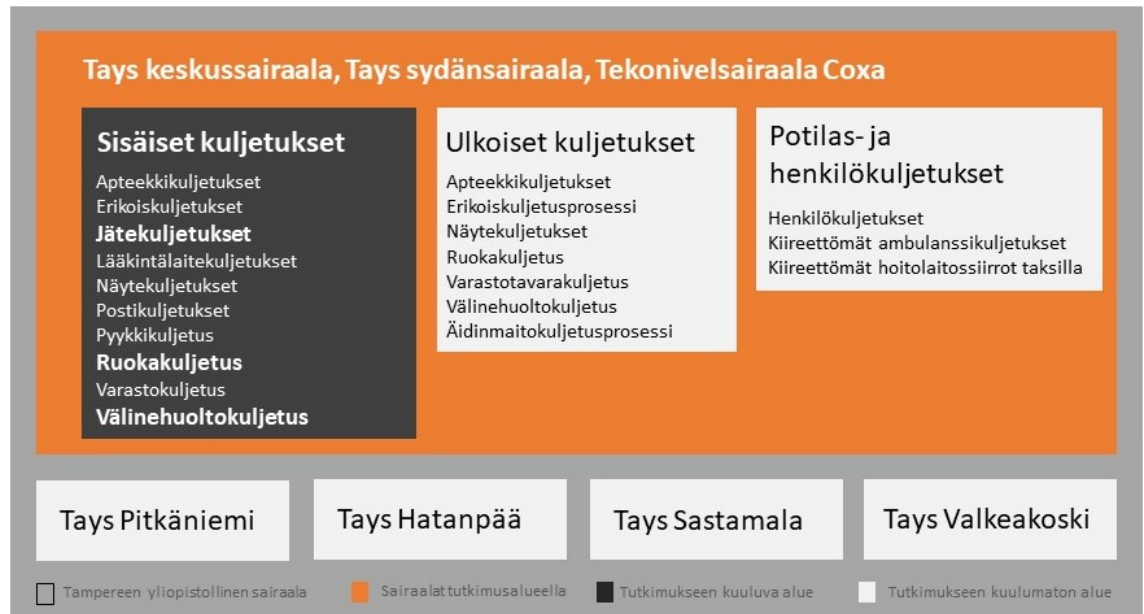 Tays keskussairaala, Tays sydänsairaala, Tekonivelsairaala Coxa
Sisäiset kuljetukset
Apteekkikuljetukset
Erikoiskuljetukset
Jätekuljetukset
Lääkintälaitekuljetukset
Näytekuljetukset
Postikuljetukset
Pyykkikuljetus
Ruokakuljetus
Varastokuljetus
Välinehuoltokuljetus
Ulkoiset kuljetukset
Apteekkikuljetukset
Erikoiskuljetusprosessi
Näytekuljetukset
Ruokakuljetus
Varastotavarakuljetus
Välinehuoltokuljetus
Äidinmaitokuljetusprosessi
Potilas- ja
henkilökuljetukset
Henkilökuljetukset
Kiireettömät ambulanssikuljetukset
Kiireettömät hoitolaitossiirrot taksilla
Tays Pitkäniemi
Tays Hatanpää
Tays Sastamala
Tays Valkeakoski
Tampereen yliopistollinen sairaala
Sairaalat tutkimusalueella
Tutkimukseen kuuluva alue
Tutkimukseen kuulumaton alue